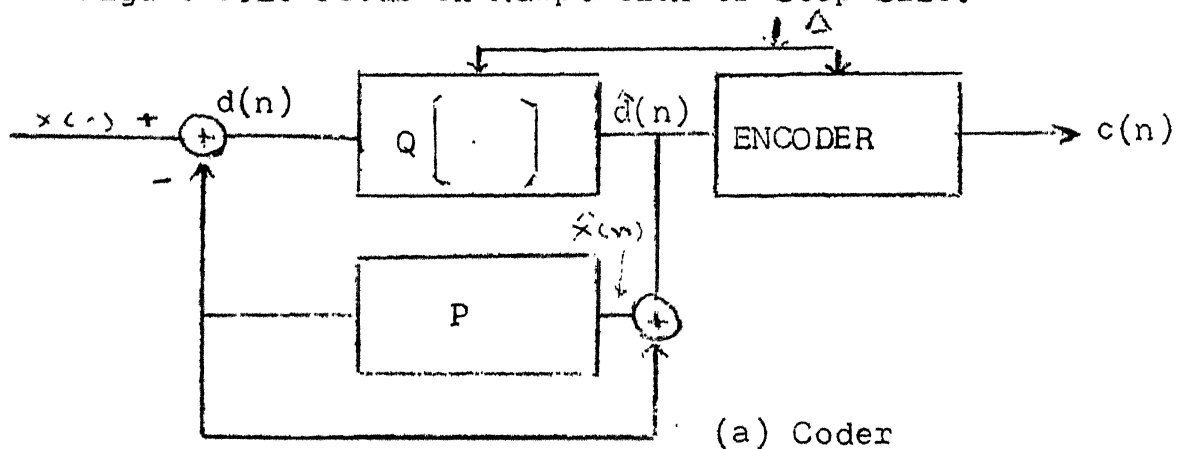 Δ
x(n) +
+
d(n)
Q [ . ]
d̂(n)
ENCODER
c(n)
-
x̂(n)
P
+
(a) Coder